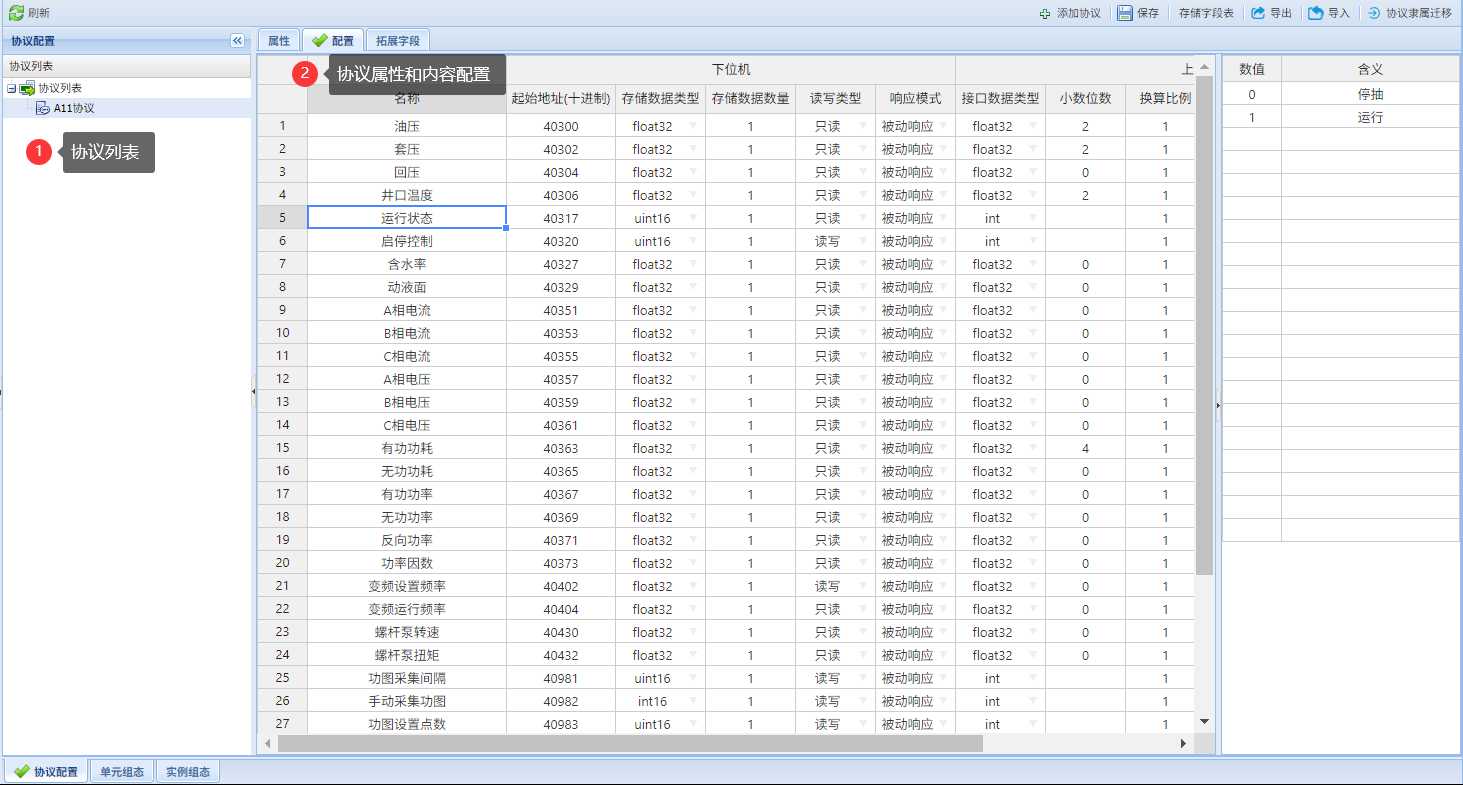 刷新 添加协议 保存 存储字段表 导出 导入 协议隶属迁移
协议配置
协议列表
协议列表
A11协议
1 协议列表
属性 配置 拓展字段
2 协议属性和内容配置
下位机 上
名称 起始地址(十进制) 存储数据类型 存储数据数量 读写类型 响应模式 接口数据类型 小数位数 换算比例
1 油压 40300 float32 1 只读 被动响应 float32 2 1
2 套压 40302 float32 1 只读 被动响应 float32 2 1
3 回压 40304 float32 1 只读 被动响应 float32 0 1
4 井口温度 40306 float32 1 只读 被动响应 float32 2 1
5 运行状态 40317 uint16 1 只读 被动响应 int 1
6 启停控制 40320 uint16 1 读写 被动响应 int 1
7 含水率 40327 float32 1 只读 被动响应 float32 0 1
8 动液面 40329 float32 1 只读 被动响应 float32 0 1
9 A相电流 40351 float32 1 只读 被动响应 float32 0 1
10 B相电流 40353 float32 1 只读 被动响应 float32 0 1
11 C相电流 40355 float32 1 只读 被动响应 float32 0 1
12 A相电压 40357 float32 1 只读 被动响应 float32 0 1
13 B相电压 40359 float32 1 只读 被动响应 float32 0 1
14 C相电压 40361 float32 1 只读 被动响应 float32 0 1
15 有功功耗 40363 float32 1 只读 被动响应 float32 4 1
16 无功功耗 40365 float32 1 只读 被动响应 float32 0 1
17 有功功率 40367 float32 1 只读 被动响应 float32 0 1
18 无功功率 40369 float32 1 只读 被动响应 float32 0 1
19 反向功率 40371 float32 1 只读 被动响应 float32 0 1
20 功率因数 40373 float32 1 只读 被动响应 float32 0 1
21 变频设置频率 40402 float32 1 读写 被动响应 float32 0 1
22 变频运行频率 40404 float32 1 只读 被动响应 float32 0 1
23 螺杆泵转速 40430 float32 1 只读 被动响应 float32 0 1
24 螺杆泵扭矩 40432 float32 1 只读 被动响应 float32 0 1
25 功图采集间隔 40981 uint16 1 读写 被动响应 int 1
26 手动采集功图 40982 int16 1 读写 被动响应 int 1
27 功图设置点数 40983 uint16 1 读写 被动响应 int 1
数值 含义
0 停抽
1 运行
协议配置 单元组态 实例组态